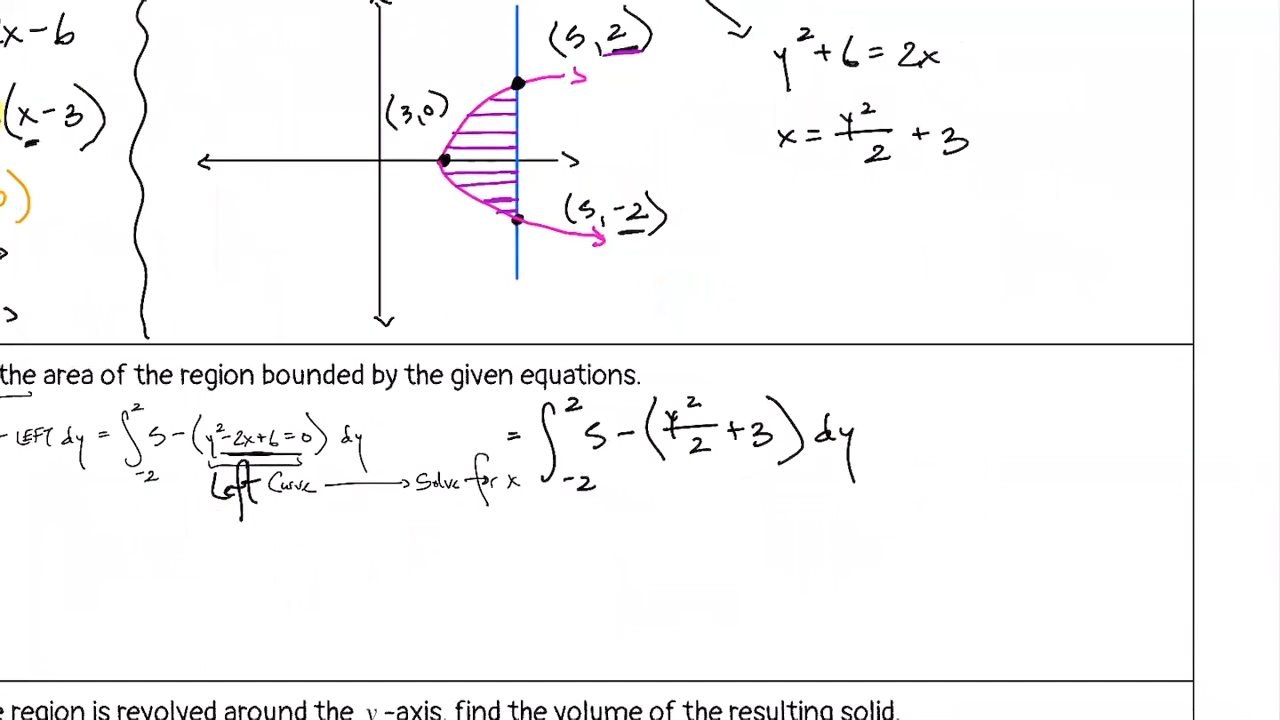 x-6
(x-3)
)
(3,0)
(5,2)
(5,-2)
y²+6=2x
x=y²/2+3
the area of the region bounded by the given equations.
- LEFT dy = ∫₋₂² 5-(y²-2x+6=0) dy = ∫₋₂² 5-(y²/2+3) dy
Left Curve → Solve for x
region is revolved around the y-axis, find the volume of the resulting solid.